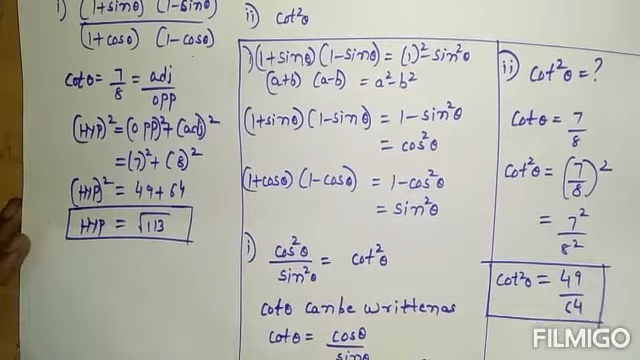 i) (1+sinθ) (1-sinθ)
(1+cosθ) (1-cosθ)
ii) cot²θ
cotθ = 7/8 = adj/opp
(HYP)² = (OPP)² + (adj)²
= (7)² + (8)²
(HYP)² = 49+64
HYP = √113
i) (1+sinθ) (1-sinθ) = (1)² - sin²θ
(a+b) (a-b) = a²-b²
(1+sinθ) (1-sinθ) = 1-sin²θ
= cos²θ
(1+cosθ) (1-cosθ) = 1-cos²θ
= sin²θ
i) cos²θ/sin²θ = cot²θ
cotθ can be written as
cotθ = cosθ/sinθ
ii) cot²θ = ?
cotθ = 7/8
cot²θ = (7/8)²
= 7²/8²
cot²θ = 49/64
FILMIGO